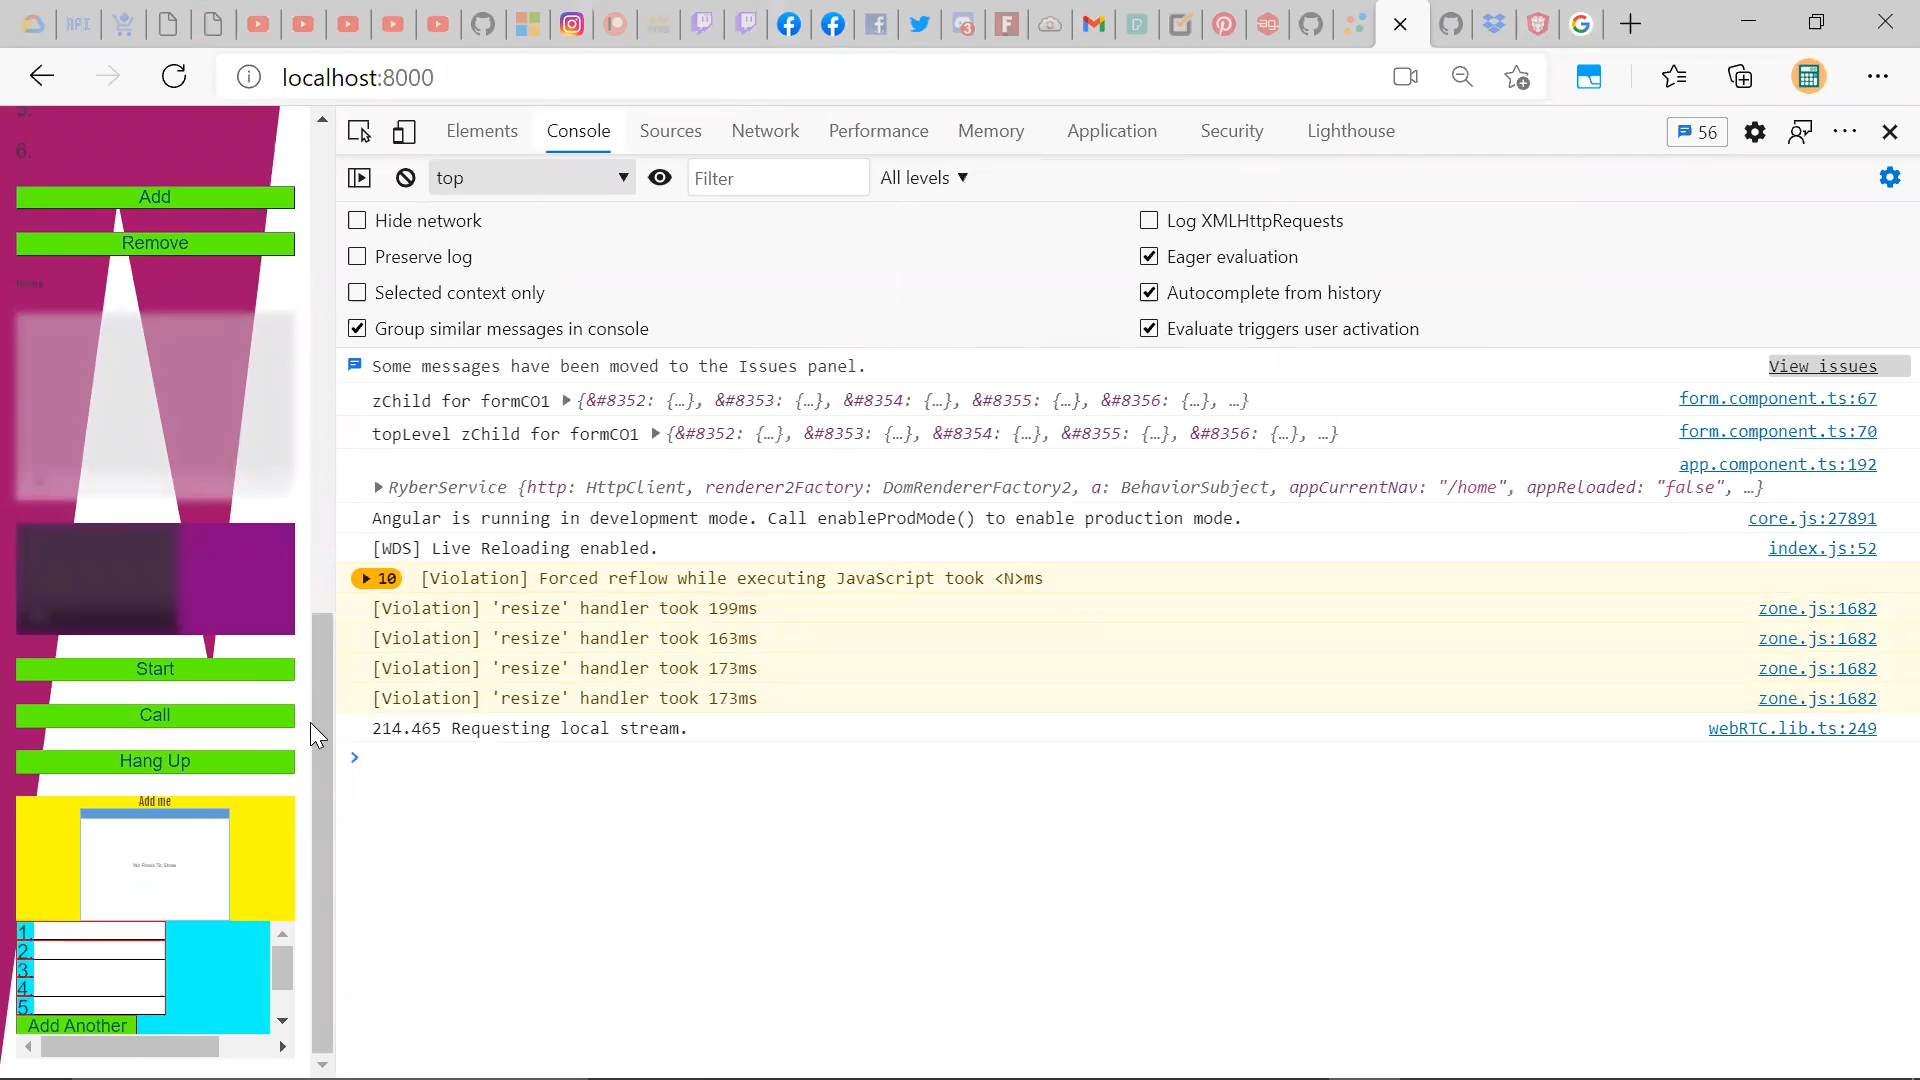 API
3
localhost:8000
Elements
Console
Sources
Network
Performance
Memory
Application
Security
Lighthouse
56
top
Filter
All levels
Hide network
Log XMLHttpRequests
Preserve log
Eager evaluation
Selected context only
Autocomplete from history
Group similar messages in console
Evaluate triggers user activation
Some messages have been moved to the Issues panel.
View issues
zChild for formCO1 {&#8352: {…}, &#8353: {…}, &#8354: {…}, &#8355: {…}, &#8356: {…}, …}
form.component.ts:67
topLevel zChild for formCO1 {&#8352: {…}, &#8353: {…}, &#8354: {…}, &#8355: {…}, &#8356: {…}, …}
form.component.ts:70
app.component.ts:192
RyberService {http: HttpClient, renderer2Factory: DomRendererFactory2, a: BehaviorSubject, appCurrentNav: "/home", appReloaded: "false", …}
Angular is running in development mode. Call enableProdMode() to enable production mode.
core.js:27891
[WDS] Live Reloading enabled.
index.js:52
10 [Violation] Forced reflow while executing JavaScript took <N>ms
[Violation] 'resize' handler took 199ms
zone.js:1682
[Violation] 'resize' handler took 163ms
zone.js:1682
[Violation] 'resize' handler took 173ms
zone.js:1682
[Violation] 'resize' handler took 173ms
zone.js:1682
214.465 Requesting local stream.
webRTC.lib.ts:249
6.
Add
Remove
Start
Call
Hang Up
Add me
No Rows To Show
1.
2.
3.
4.
5.
Add Another